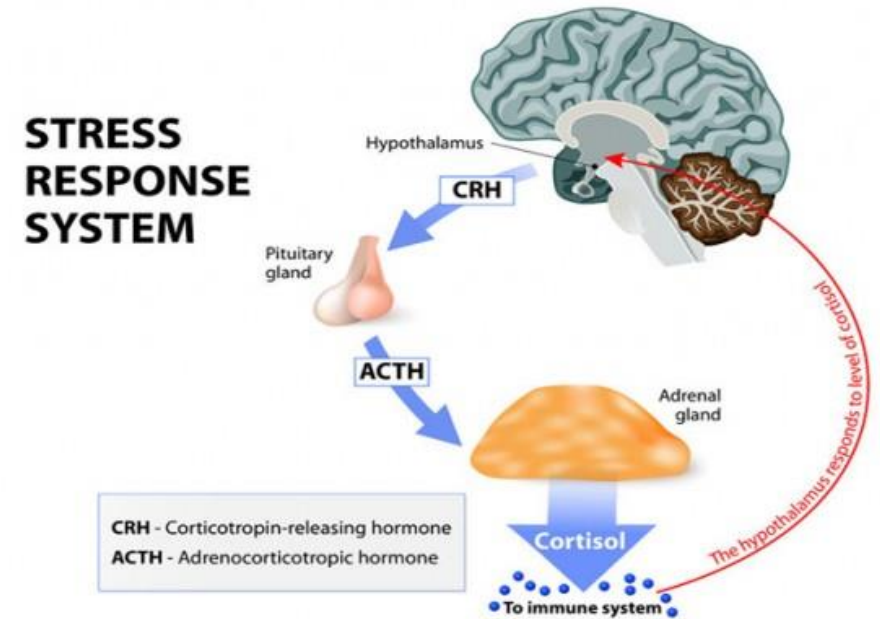 STRESS
RESPONSE
SYSTEM
Hypothalamus
CRH
Pituitary
gland
ACTH
Adrenal
gland
CRH - Corticotropin-releasing hormone
ACTH - Adrenocorticotropic hormone
Cortisol
To immune system
The hypothalamus responds to level of cortisol